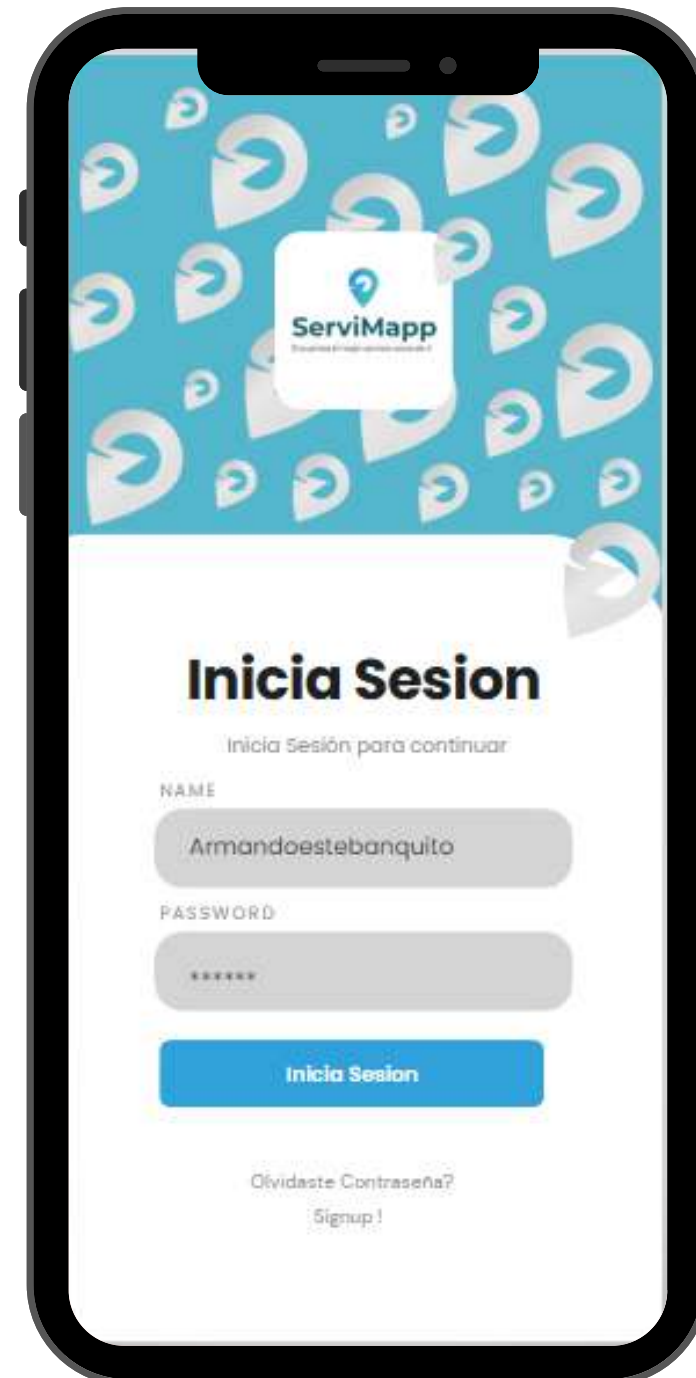 ServiMapp
Inicia Sesion
Inicia Sesión para continuar
NAME
Armandoestebanquito
PASSWORD
******
Inicia Sesion
Olvidaste Contraseña?
Signup !